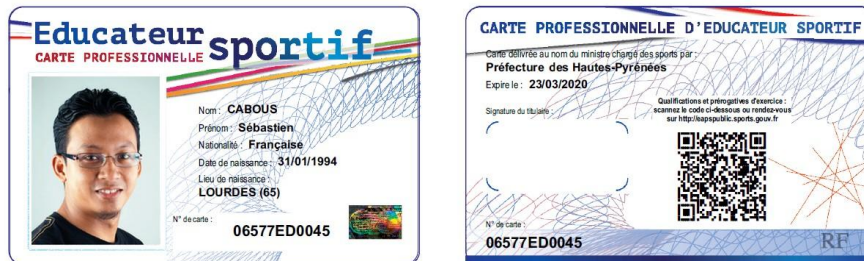 Educateur sportif
CARTE PROFESSIONNELLE
Nom : CABOUS
Prénom : Sébastien
Nationalité : Française
Date de naissance : 31/01/1994
Lieu de naissance :
LOURDES (65)
N° de carte :
06577ED0045
CARTE PROFESSIONNELLE D'EDUCATEUR SPORTIF
Carte délivrée au nom du ministre chargé des sports par :
Préfecture des Hautes-Pyrénées
Expire le : 23/03/2020
Signature du titulaire :
Qualifications et prérogatives d'exercice :
scannez le code ci-dessous ou rendez-vous
sur http://eapspublic.sports.gouv.fr
N° de carte :
06577ED0045
RF